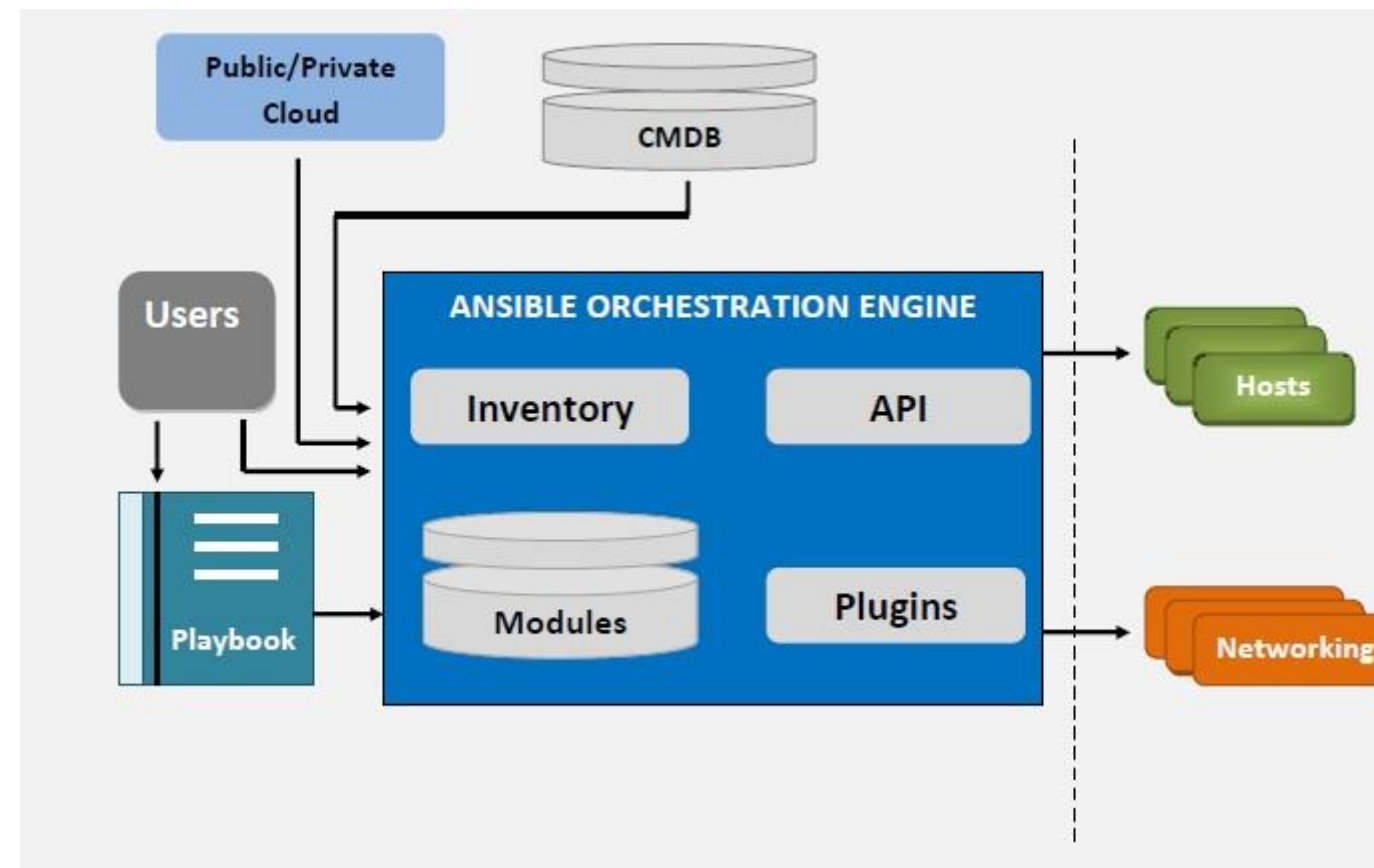 Public/Private
Cloud
CMDB
Users
ANSIBLE ORCHESTRATION ENGINE
Inventory
API
Hosts
Modules
Plugins
Playbook
Networking